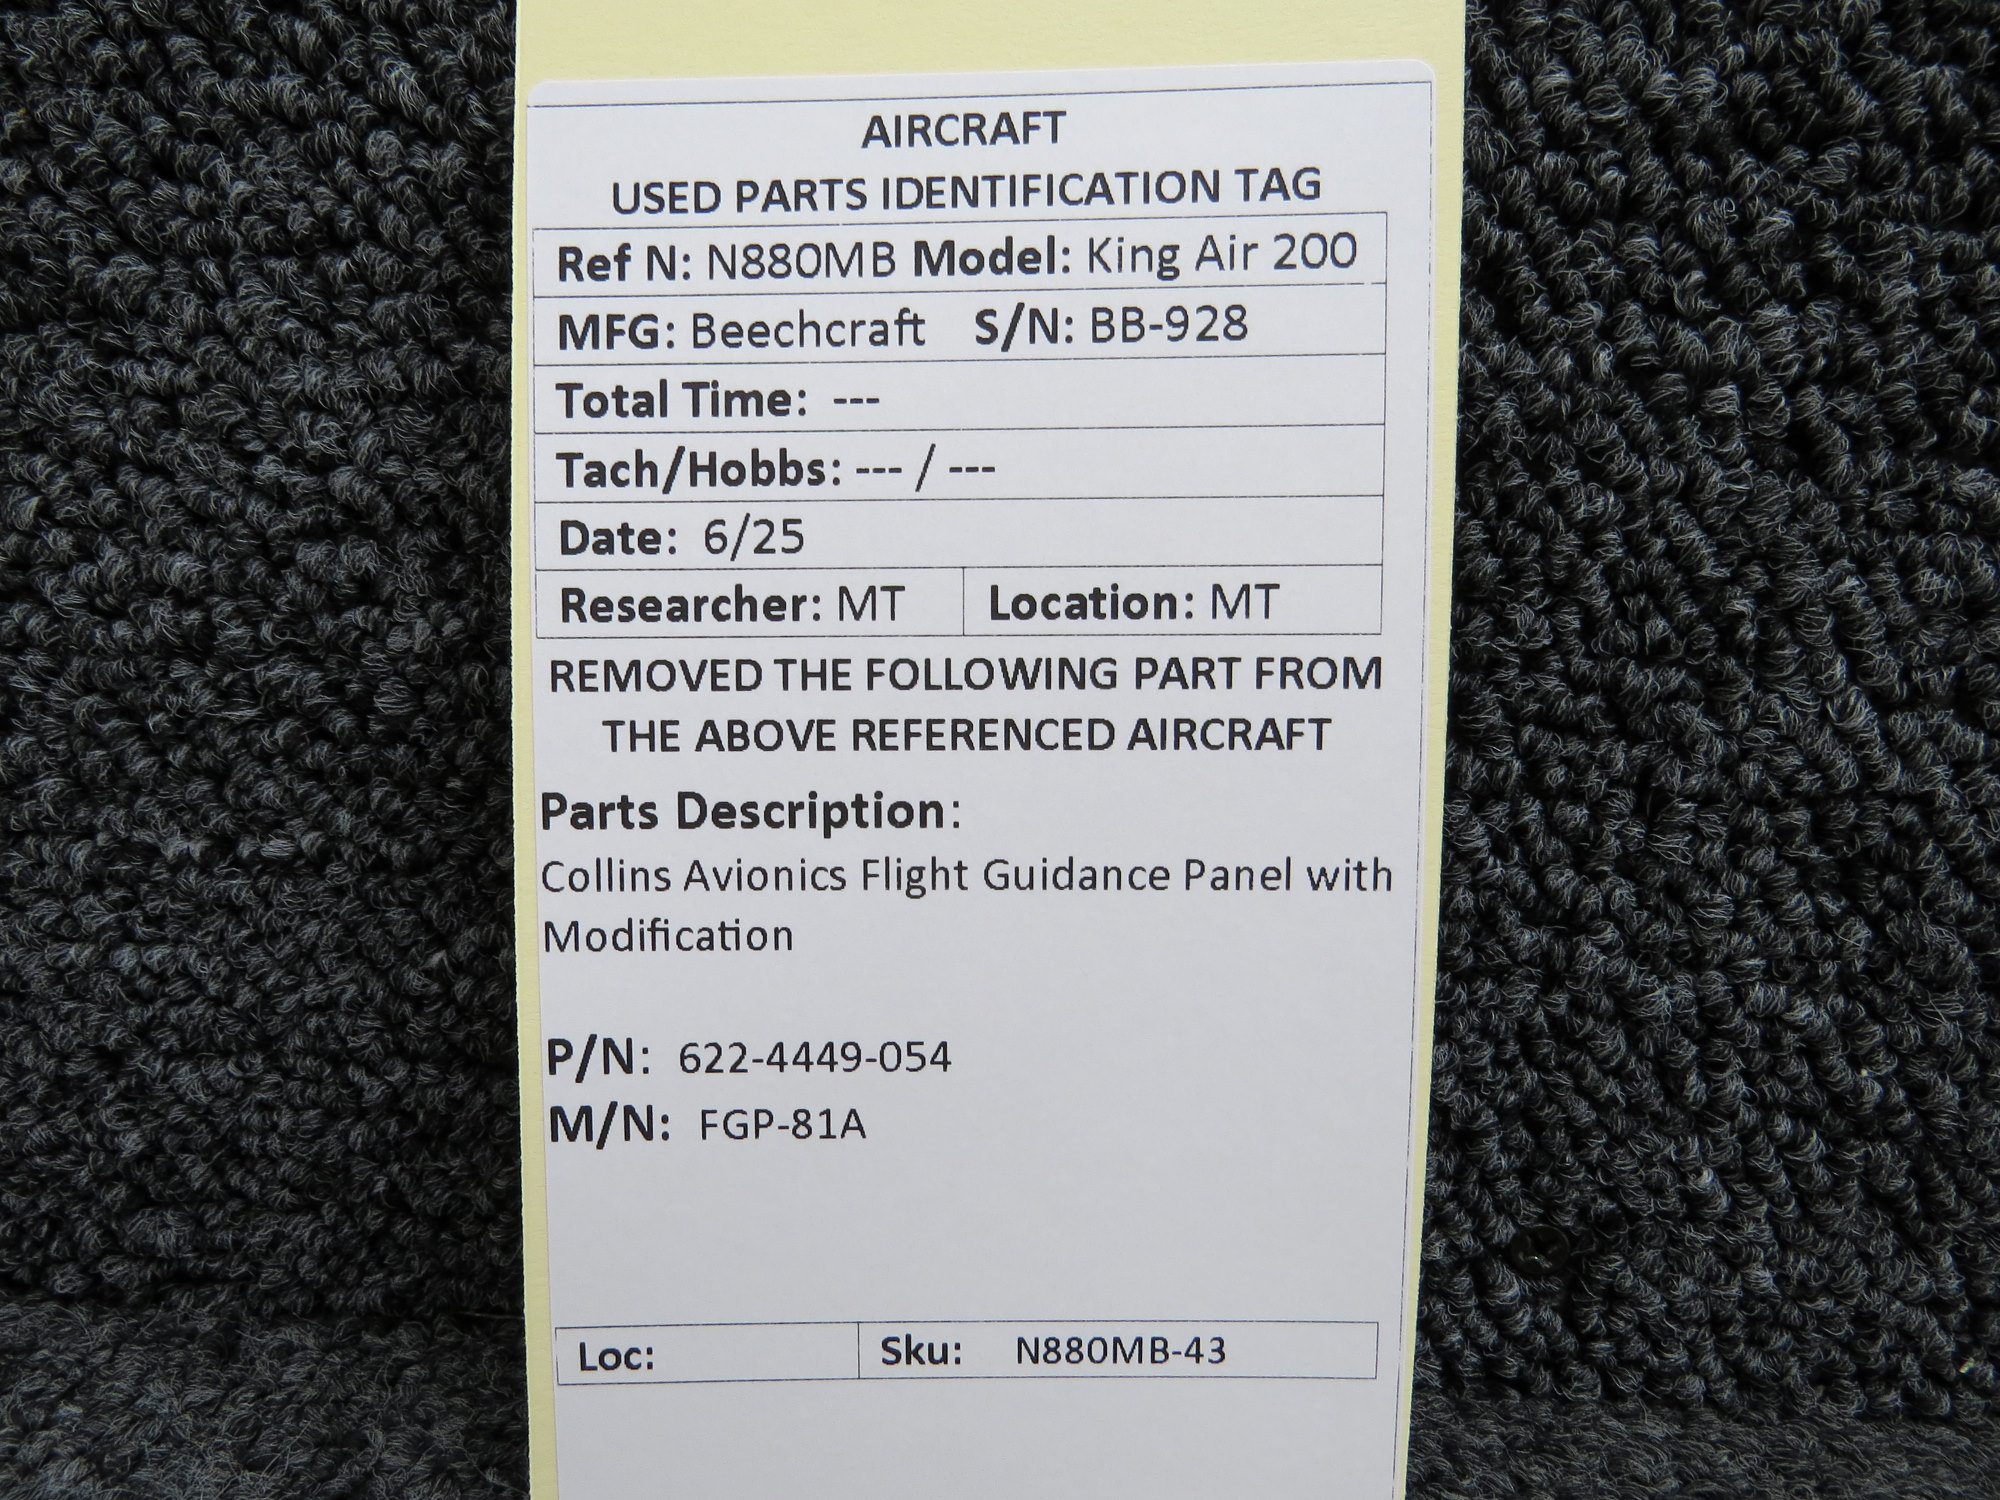 AIRCRAFT
USED PARTS IDENTIFICATION TAG
Ref N: N880MB Model: King Air 200
MFG: Beechcraft S/N: BB-928
Total Time: ---
Tach/Hobbs: --- / ---
Date: 6/25
Researcher: MT Location: MT
REMOVED THE FOLLOWING PART FROM
THE ABOVE REFERENCED AIRCRAFT
Parts Description:
Collins Avionics Flight Guidance Panel with
Modification
P/N: 622-4449-054
M/N: FGP-81A
Loc: Sku: N880MB-43